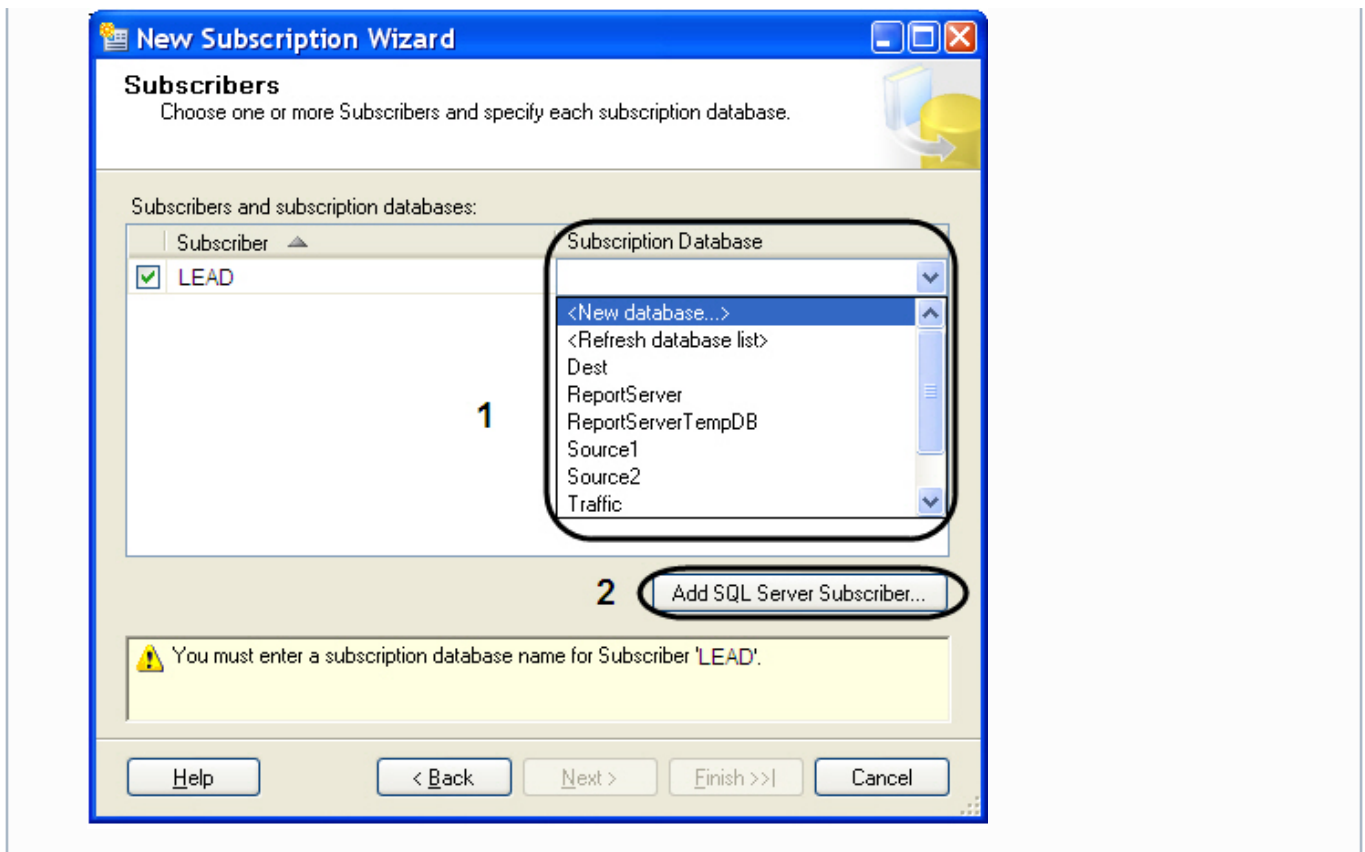 New Subscription Wizard
Subscribers
Choose one or more Subscribers and specify each subscription database.
Subscribers and subscription databases:
Subscriber Subscription Database
LEAD
<New database...>
<Refresh database list>
Dest
ReportServer
1
ReportServerTempDB
Source1
Source2
Traffic
2 Add SQL Server Subscriber...
You must enter a subscription database name for Subscriber 'LEAD'.
Help < Back Next > Finish >>| Cancel